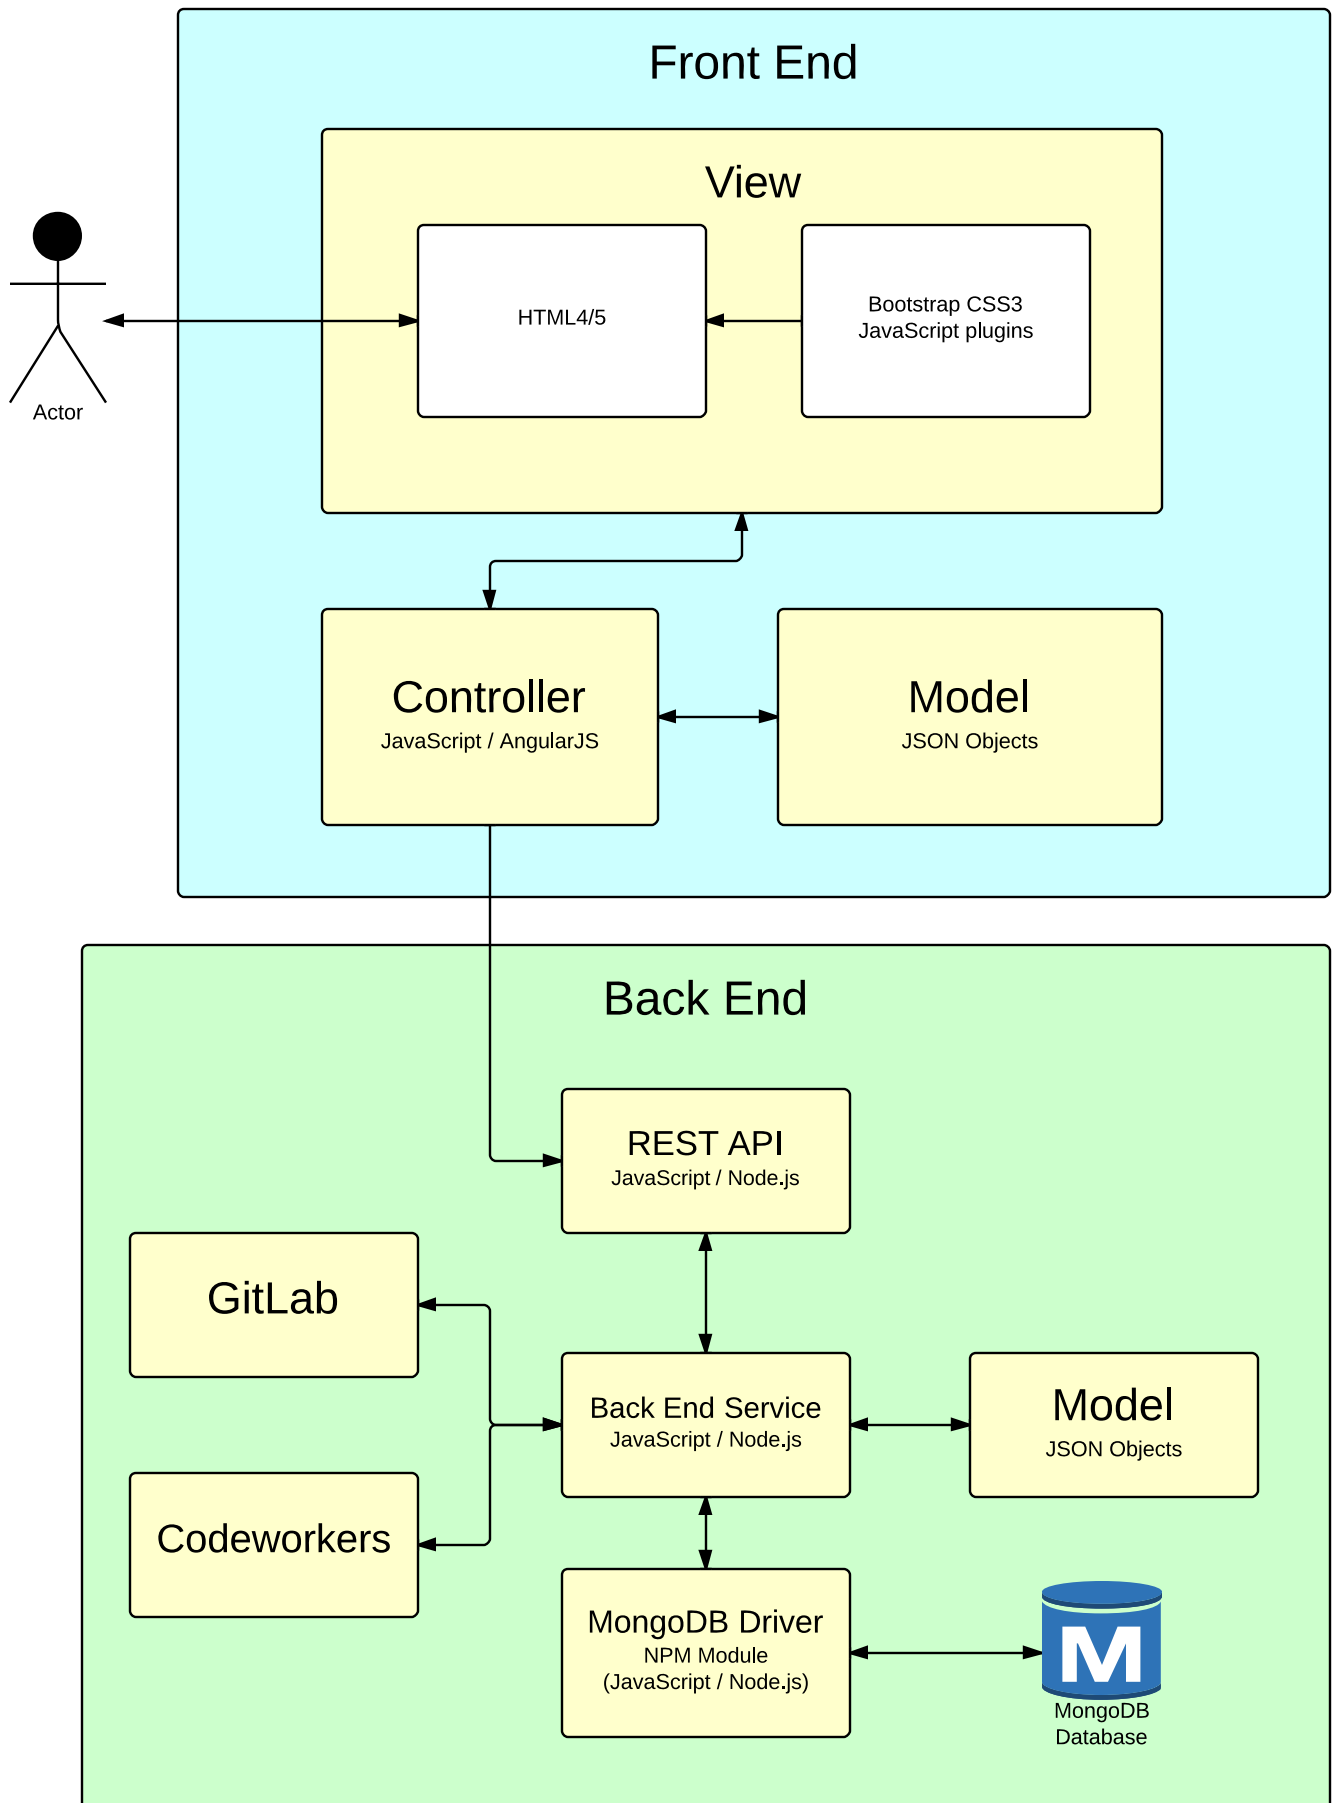 Front End
View
HTML4/5
Bootstrap CSS3
JavaScript plugins
Actor
Controller
JavaScript / AngularJS
Model
JSON Objects
Back End
REST API
JavaScript / Node.js
GitLab
Back End Service
JavaScript / Node.js
Model
JSON Objects
Codeworkers
MongoDB Driver
NPM Module
(JavaScript / Node.js)
M
MongoDB
Database